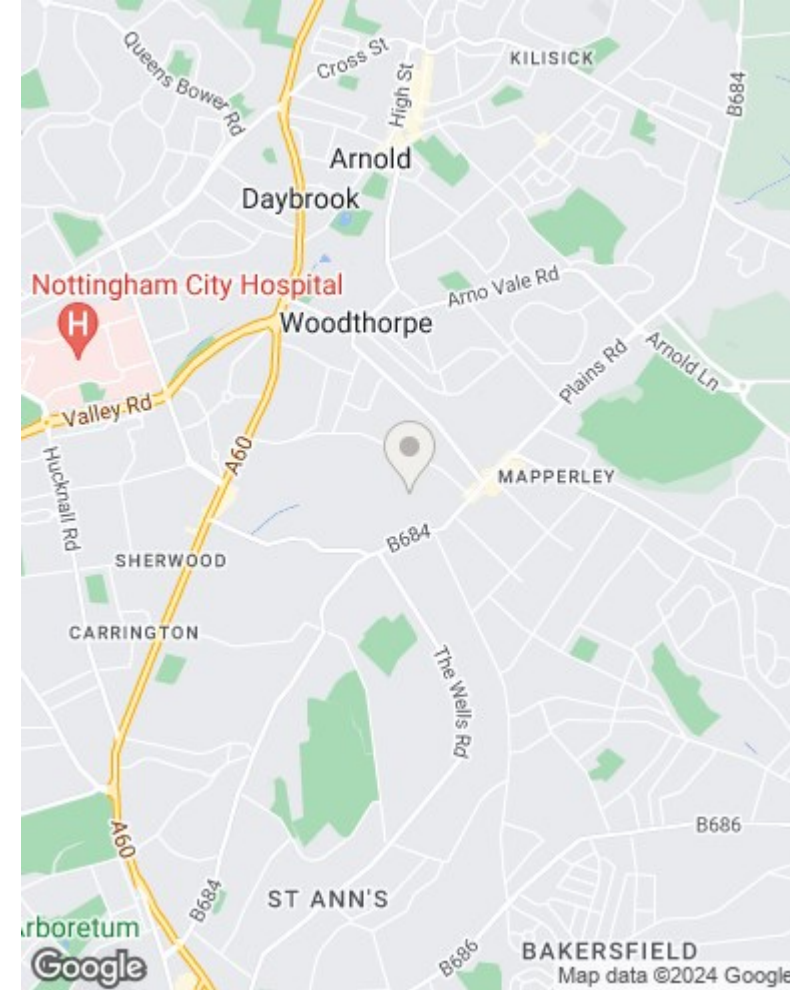 Queens Bower Rd
Cross St
High St
KILISICK
B684
Arnold
Daybrook
Nottingham City Hospital
H
Arno Vale Rd
Woodthorpe
Plains Rd
Arnold Ln
Valley Rd
A60
Hucknall Rd
MAPPERLEY
B684
SHERWOOD
CARRINGTON
The Wells Rd
A60
B686
B684
ST ANN'S
rboretum
B686
BAKERSFIELD
Google
Map data ©2024 Google